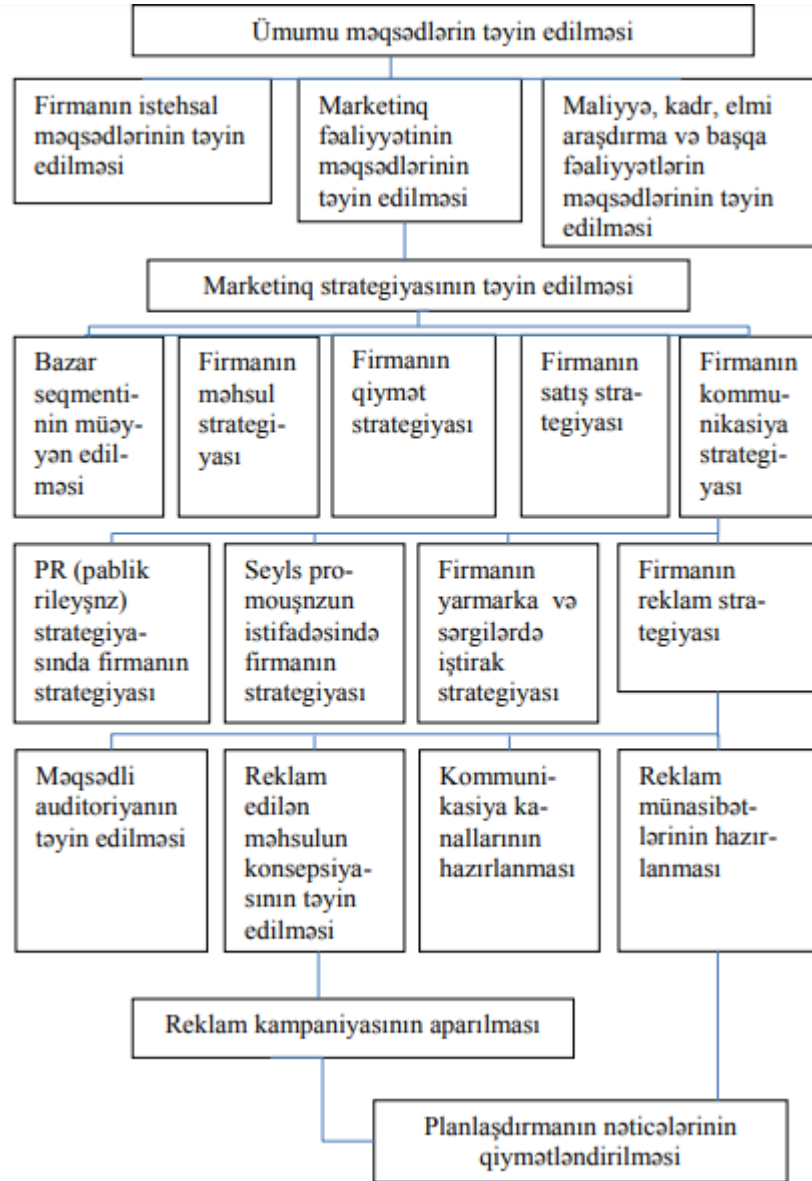 Ümumu məqsədlərin təyin edilməsi
Firmanın istehsal
məqsədlərinin təyin
edilməsi
Marketinq
fəaliyyətinin
məqsədlərinin
təyin edilməsi
Maliyyə, kadr, elmi
araşdırma və başqa
fəaliyyətlərin
məqsədlərinin təyin
edilməsi
Marketinq strategiyasının təyin edilməsi
Bazar
seqmenti-
nin müəy-
yən edil-
məsi
Firmanın
məhsul
strategi-
yası
Firmanın
qiymət
strategiyası
Firmanın
satış stra-
tegiyası
Firmanın
kommu-
nikasiya
strategi-
yası
PR (pablik
rileyşnz)
strategiya-
sında firmanın
strategiyası
Seyls pro-
mouşnzun
istifadəsində
firmanın
strategiyası
Firmanın
yarmarka və
sərgilərdə
iştirak
strategiyası
Firmanın
reklam stra-
tegiyası
Məqsədli
auditoriyanın
təyin edilməsi
Reklam
edilən
məhsulun
konsepsiya-
sının təyin
edilməsi
Kommuni-
kasiya ka-
nallarının
hazırlanması
Reklam
münasibət-
lərinin hazır-
lanması
Reklam kampaniyasının aparılması
Planlaşdırmanın nəticələrinin
qiymətləndirilməsi